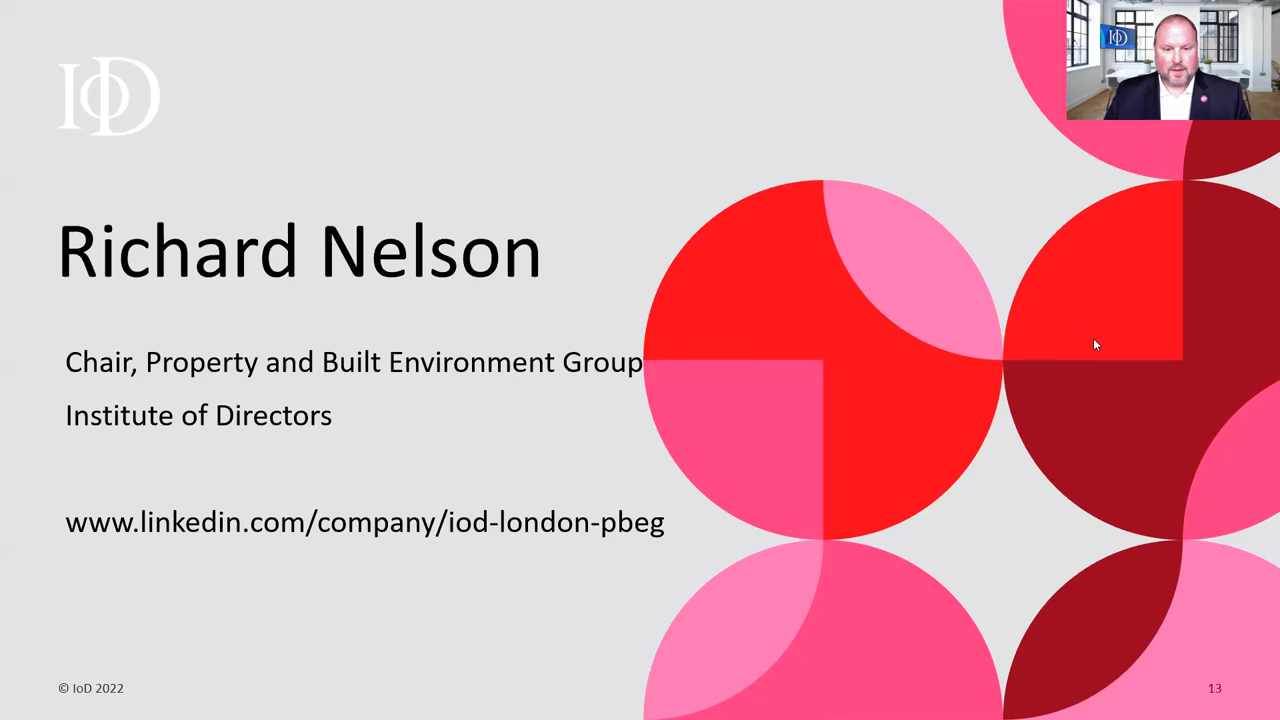 IoD
IoD
Richard Nelson
Chair, Property and Built Environment Group
Institute of Directors
www.linkedin.com/company/iod-london-pbeg
© IoD 2022
13